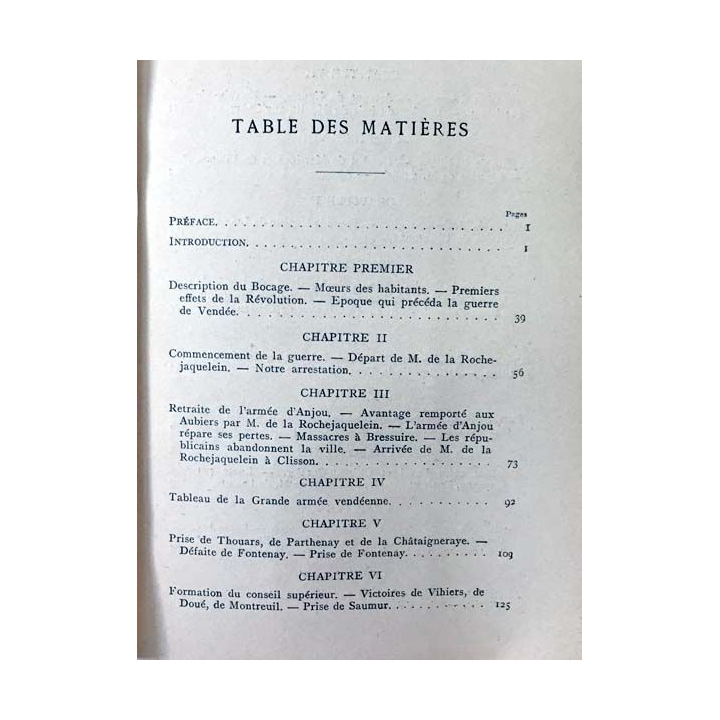 TABLE DES MATIÈRES
Pages
PRÉFACE. . . . . . . . . . . . . . . . . . . . . . . . . I
INTRODUCTION. . . . . . . . . . . . . . . . . . . . . . 1
CHAPITRE PREMIER
Description du Bocage. — Mœurs des habitants. — Premiers
effets de la Révolution. — Epoque qui précéda la guerre
de Vendée. . . . . . . . . . . . . . . . . . . . 39
CHAPITRE II
Commencement de la guerre. — Départ de M. de la Roche-
jaquelein. — Notre arrestation. . . . . . . . . . . 56
CHAPITRE III
Retraite de l'armée d'Anjou. — Avantage remporté aux
Aubiers par M. de la Rochejaquelein. — L'armée d'Anjou
répare ses pertes. — Massacres à Bressuire. — Les répu-
blicains abandonnent la ville. — Arrivée de M. de la
Rochejaquelein à Clisson. . . . . . . . . . . . . . 73
CHAPITRE IV
Tableau de la Grande armée vendéenne. . . . . . . . . 92
CHAPITRE V
Prise de Thouars, de Parthenay et de la Châtaigneraye. —
Défaite de Fontenay. — Prise de Fontenay. . . . . . . . 109
CHAPITRE VI
Formation du conseil supérieur. — Victoires de Vihiers, de
Doué, de Montreuil. — Prise de Saumur. . . . . . . . . 125